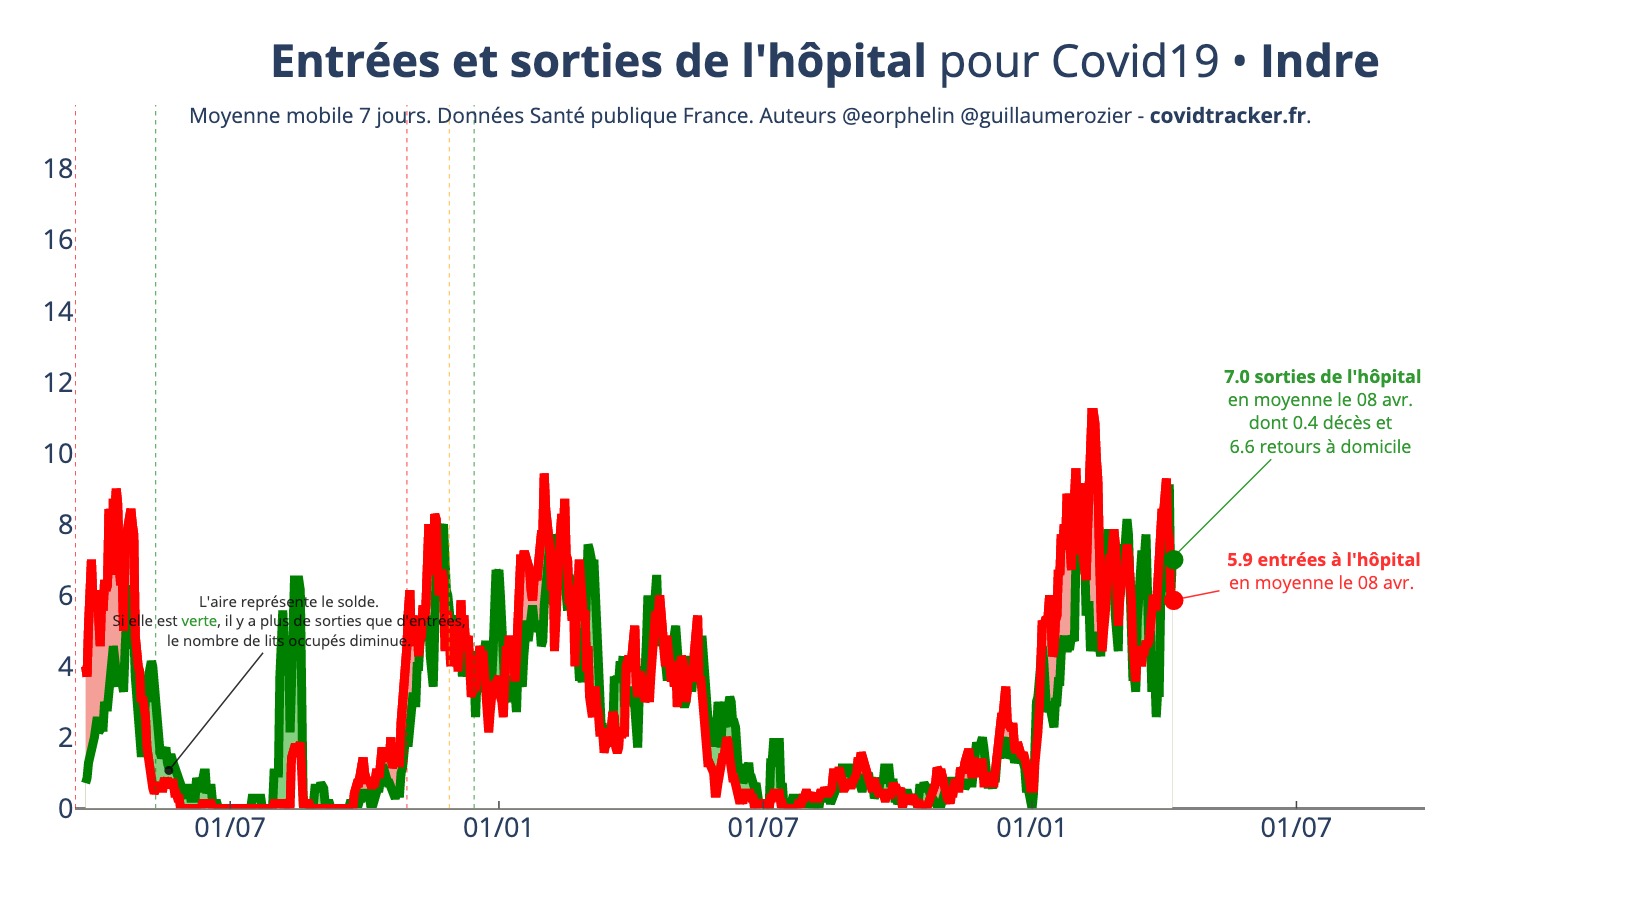 Entrées et sorties de l'hôpital pour Covid19 • Indre
Moyenne mobile 7 jours. Données Santé publique France. Auteurs @eorphelin @guillaumerozier - covidtracker.fr.
18
16
14
12
10
8
6
4
2
0
7.0 sorties de l'hôpital
en moyenne le 08 avr.
dont 0.4 décès et
6.6 retours à domicile
5.9 entrées à l'hôpital
en moyenne le 08 avr.
L'aire représente le solde.
Si elle est verte, il y a plus de sorties que d'entrées,
le nombre de lits occupés diminue.
01/07
01/01
01/07
01/01
01/07